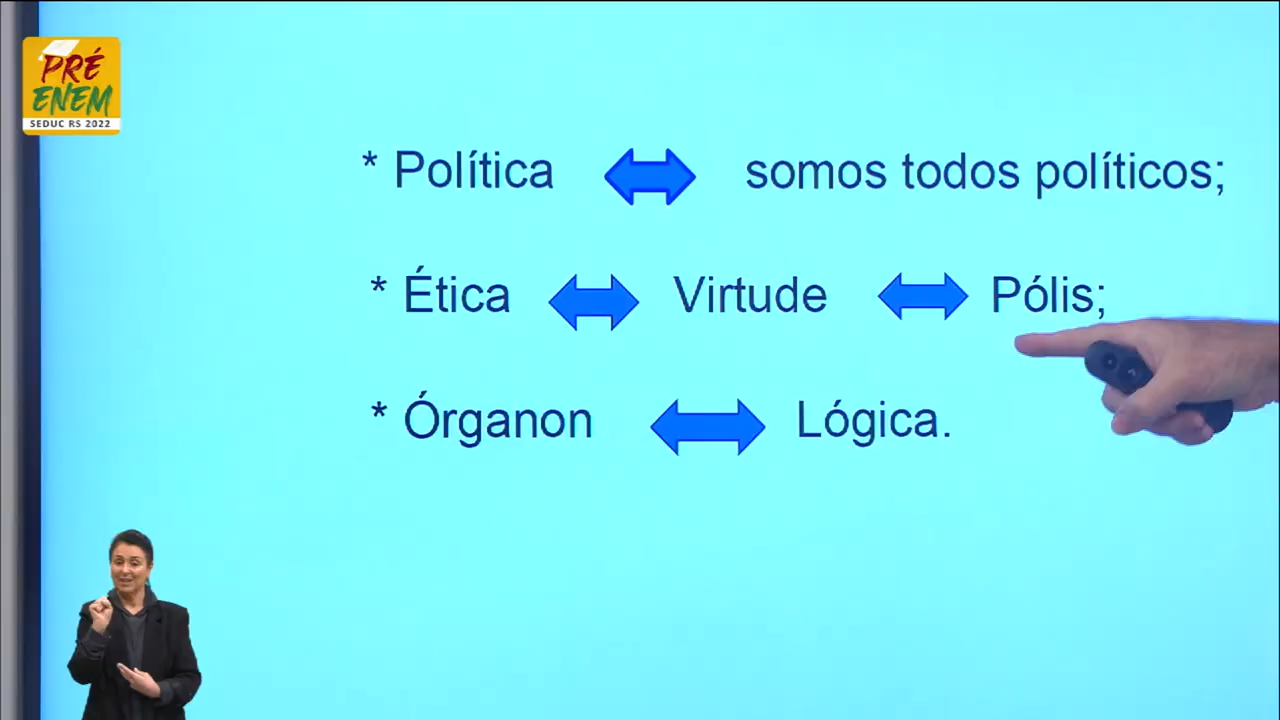 PRÉ
ENEM
SEDUC RS 2022
* Política somos todos políticos;
* Ética Virtude Pólis;
* Órganon Lógica.